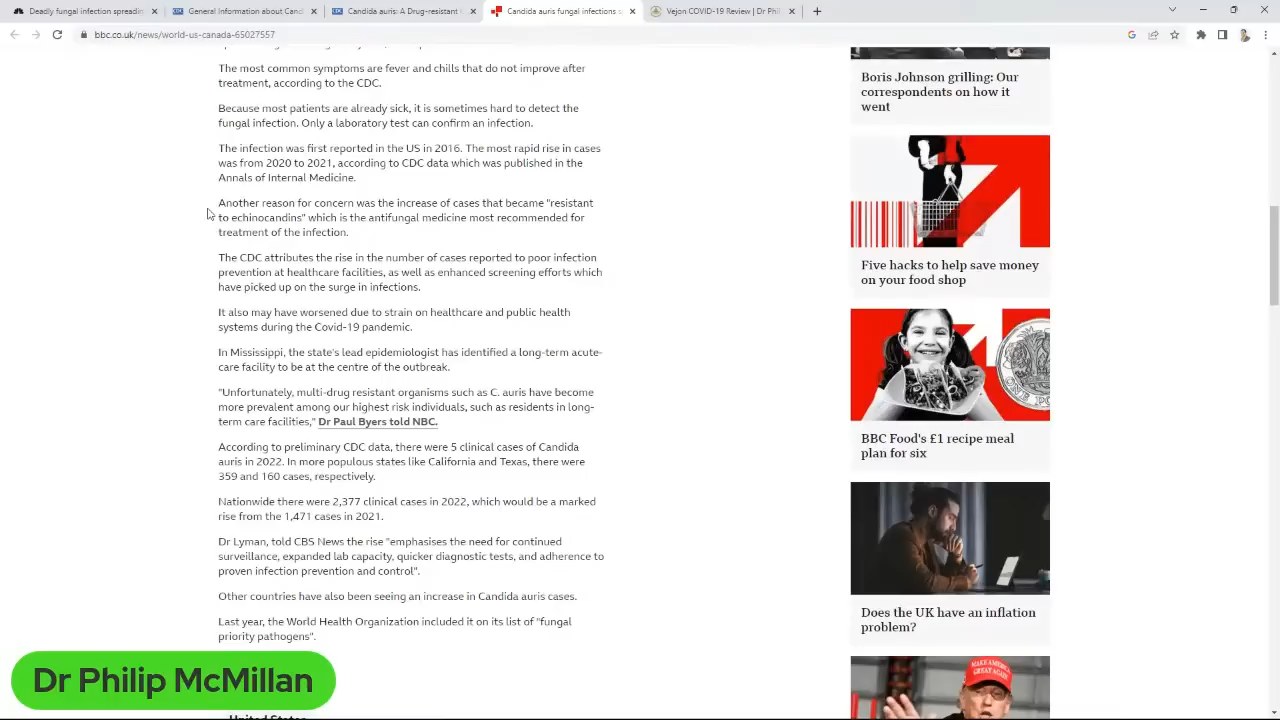 Deadly fungal infection spreadin
General Information about Cand
Candida auris: A Drug-resistant
Candida auris fungal infections s
Vejon COVID-19 Review | Dr Phil
bbc.co.uk/news/world-us-canada-65027557
The most common symptoms are fever and chills that do not improve after
treatment, according to the CDC.
Because most patients are already sick, it is sometimes hard to detect the
fungal infection. Only a laboratory test can confirm an infection.
The infection was first reported in the US in 2016. The most rapid rise in cases
was from 2020 to 2021, according to CDC data which was published in the
Annals of Internal Medicine.
Another reason for concern was the increase of cases that became "resistant
to echinocandins" which is the antifungal medicine most recommended for
treatment of the infection.
The CDC attributes the rise in the number of cases reported to poor infection
prevention at healthcare facilities, as well as enhanced screening efforts which
have picked up on the surge in infections.
It also may have worsened due to strain on healthcare and public health
systems during the Covid-19 pandemic.
In Mississippi, the state's lead epidemiologist has identified a long-term acute-
care facility to be at the centre of the outbreak.
"Unfortunately, multi-drug resistant organisms such as C. auris have become
more prevalent among our highest risk individuals, such as residents in long-
term care facilities," Dr Paul Byers told NBC.
According to preliminary CDC data, there were 5 clinical cases of Candida
auris in 2022. In more populous states like California and Texas, there were
359 and 160 cases, respectively.
Nationwide there were 2,377 clinical cases in 2022, which would be a marked
rise from the 1,471 cases in 2021.
Dr Lyman, told CBS News the rise "emphasises the need for continued
surveillance, expanded lab capacity, quicker diagnostic tests, and adherence to
proven infection prevention and control".
Other countries have also been seeing an increase in Candida auris cases.
Last year, the World Health Organization included it on its list of "fungal
priority pathogens".
United States
Boris Johnson grilling: Our
correspondents on how it
went
Five hacks to help save money
on your food shop
ONE PO
BBC Food's £1 recipe meal
plan for six
Does the UK have an inflation
problem?
MAKE AMERICA
GREAT AGAIN
Dr Philip McMillan